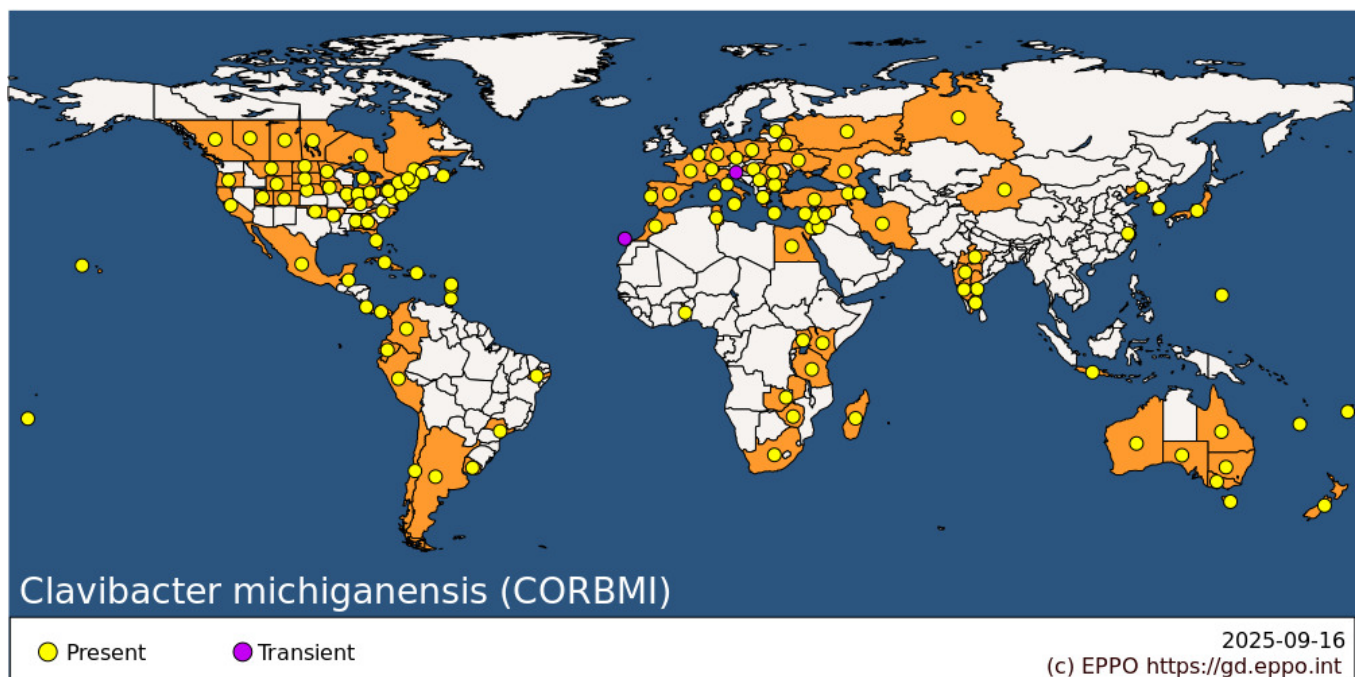 Clavibacter michiganensis (CORBMI)
Present
Transient
2025-09-16
(c) EPPO https://gd.eppo.int